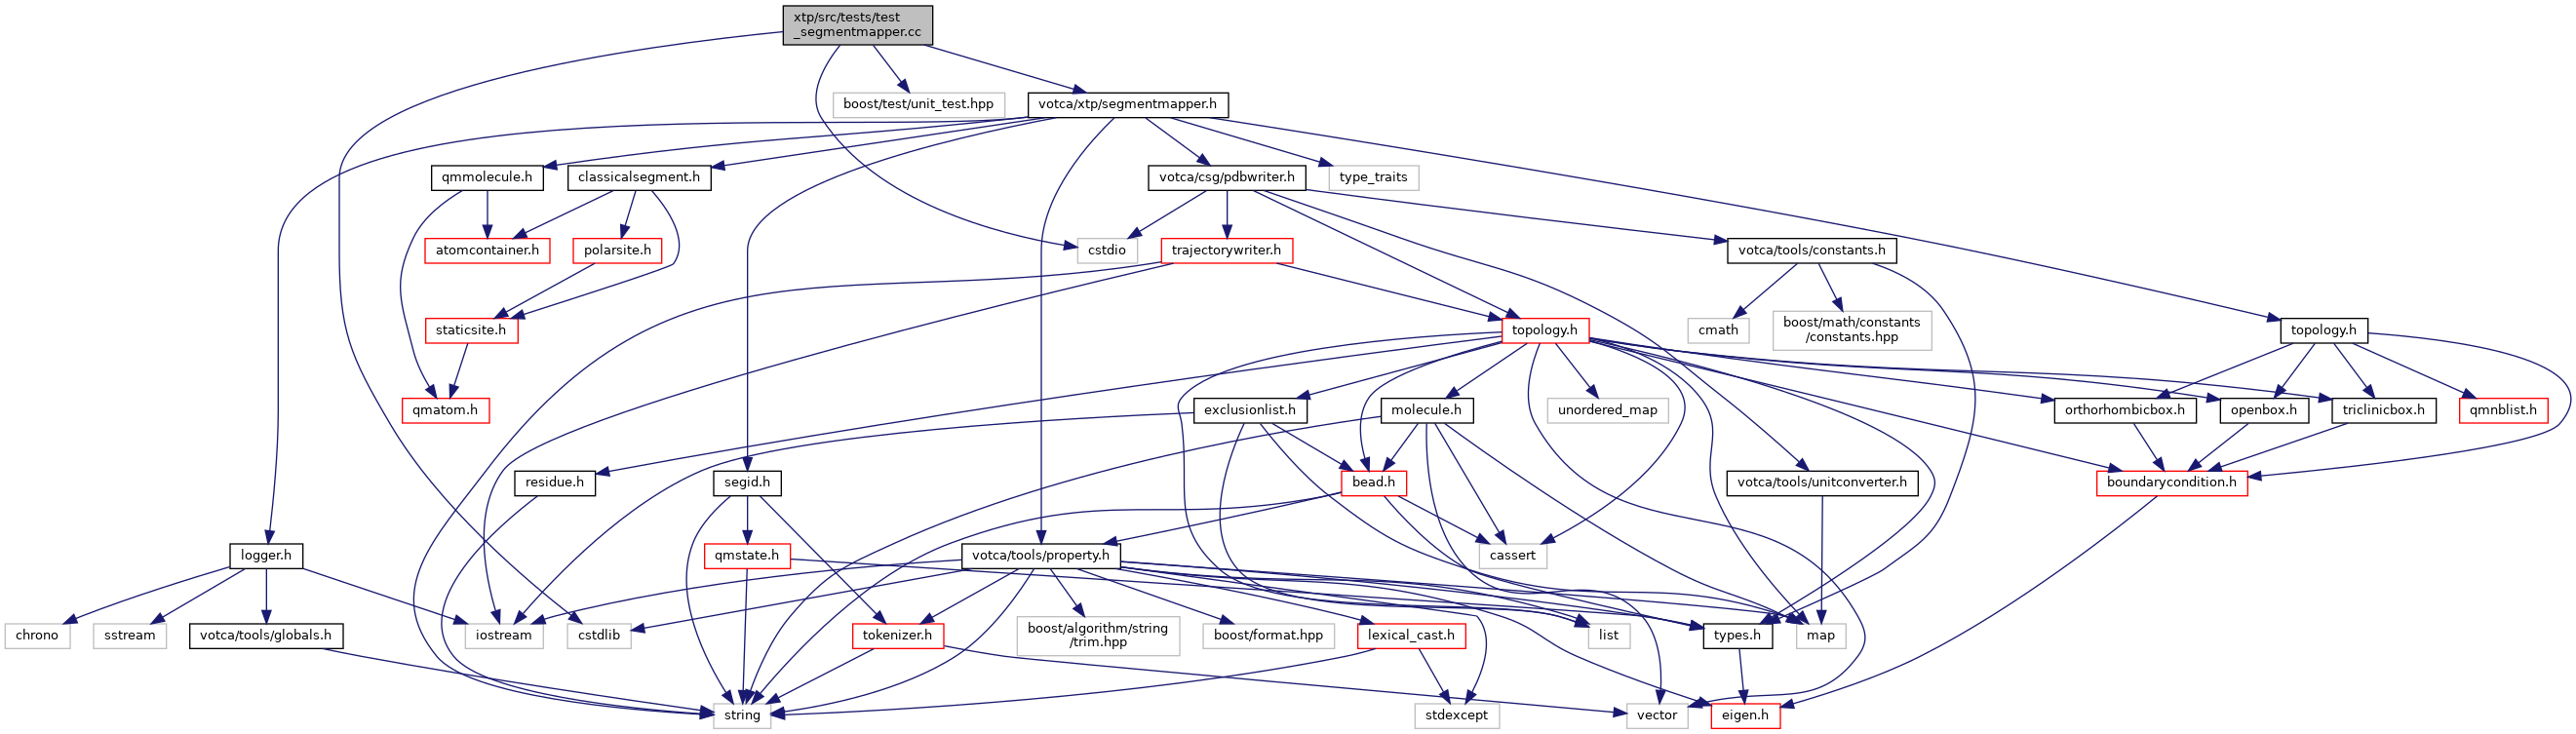 xtp/src/tests/test
_segmentmapper.cc
boost/test/unit_test.hpp
votca/xtp/segmentmapper.h
qmmolecule.h
classicalsegment.h
votca/csg/pdbwriter.h
type_traits
atomcontainer.h
polarsite.h
cstdio
trajectorywriter.h
votca/tools/constants.h
staticsite.h
topology.h
cmath
boost/math/constants
/constants.hpp
topology.h
qmatom.h
exclusionlist.h
molecule.h
unordered_map
orthorhombicbox.h
openbox.h
triclinicbox.h
qmnblist.h
residue.h
segid.h
bead.h
votca/tools/unitconverter.h
boundarycondition.h
logger.h
qmstate.h
votca/tools/property.h
cassert
chrono
sstream
votca/tools/globals.h
iostream
cstdlib
tokenizer.h
boost/algorithm/string
/trim.hpp
boost/format.hpp
lexical_cast.h
list
types.h
map
string
stdexcept
vector
eigen.h